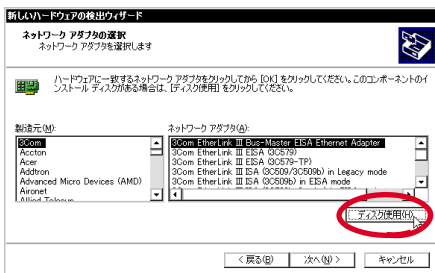 新しいハードウェアの検出ウィザード
ネットワーク アダプタの選択
ネットワーク アダプタを選択します
ハードウェアに一致するネットワーク アダプタをクリックしてから [OK] をクリックしてください。このコンポーネントのイ
ンストール ディスクがある場合は、[ディスク使用] をクリックしてください。
製造元(M):
ネットワーク アダプタ(A):
3Com
Accton
Acer
Addtron
Advanced Micro Devices (AMD)
Aironet
Allied Telesyn
3Com EtherLink III Bus-Master EISA Ethernet Adapter
3Com EtherLink III EISA (3C579)
3Com EtherLink III EISA (3C579-TP)
3Com EtherLink III ISA (3C509/3C509b) in Legacy mode
3Com EtherLink III ISA (3C509b) in EISA mode
ディスク使用(H)...
< 戻る(B)
次へ(N) >
キャンセル